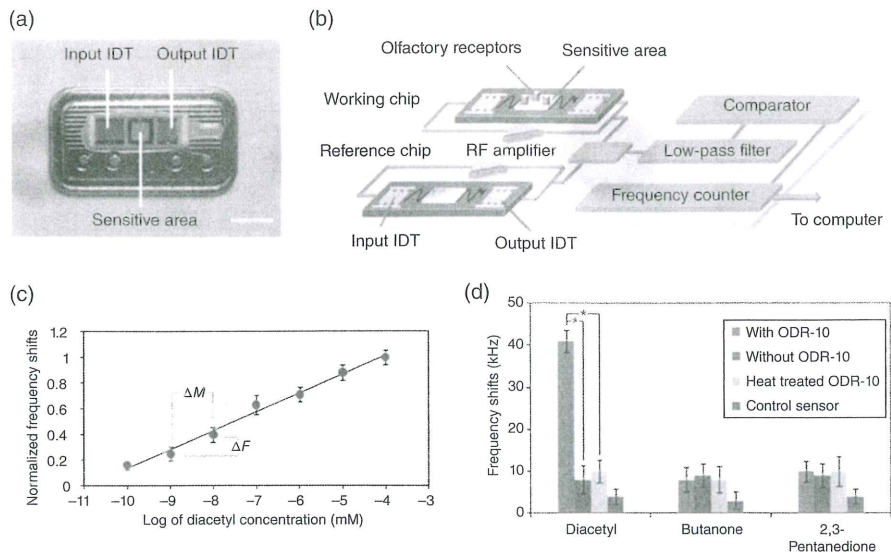 (a)
Input IDT Output IDT
Sensitive area
(b)
Olfactory receptors Sensitive area
Working chip
Comparator
Reference chip RF amplifier
Low-pass filter
Frequency counter
To computer
Input IDT Output IDT
(c)
Normalized frequency shifts
1.2
1
0.8
0.6
0.4
0.2
0
ΔM
ΔF
–11 –10 –9 –8 –7 –6 –5 –4 –3
Log of diacetyl concentration (mM)
(d)
Frequency shifts (kHz)
50
40
30
20
10
0
*
*
With ODR-10
Without ODR-10
Heat treated ODR-10
Control sensor
Diacetyl Butanone 2,3-
Pentanedione